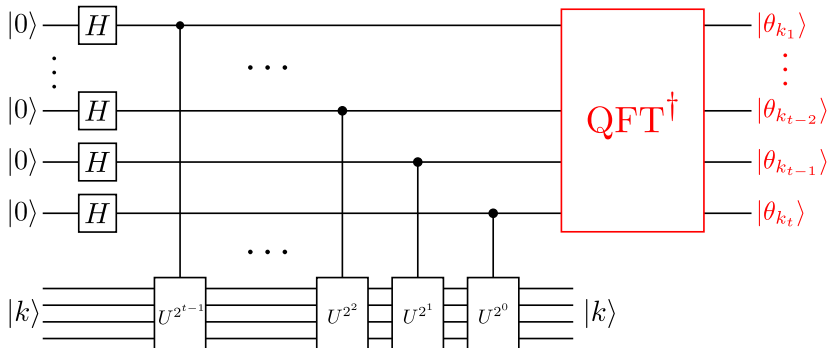 |0⟩ H |θ_{k_1}⟩
⋮ ⋯ ⋮
|0⟩ H QFT^† |θ_{k_{t-2}}⟩
|0⟩ H |θ_{k_{t-1}}⟩
|0⟩ H |θ_{k_t}⟩
⋯
|k⟩ U^{2^{t-1}} U^{2^2} U^{2^1} U^{2^0} |k⟩